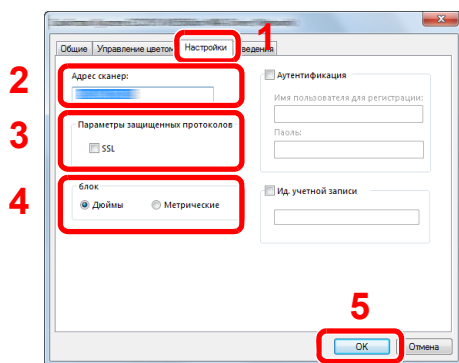 1
Общие Управление цветом Настройки ведения
2
Адрес сканер:
3
Параметры защищенных протоколов
SSL
4
блок
Дюймы Метрические
Аутентификация
Имя пользователя для регистрации:
Паоль:
Ид. учетной записи
5
OK Отмена